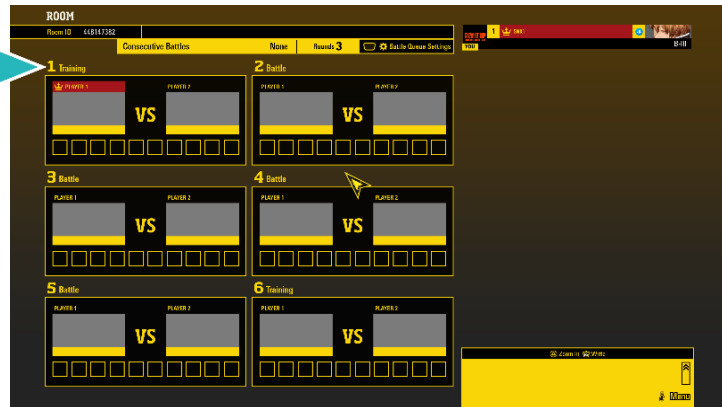 ROOM
Room ID 448147382
Consecutive Battles None Rounds 3 Battle Queue Settings
1
YOU
B-III
1 Training
PLAYER 1 VS PLAYER 2
2 Battle
PLAYER 1 VS PLAYER 2
3 Battle
PLAYER 1 VS PLAYER 2
4 Battle
PLAYER 1 VS PLAYER 2
5 Battle
PLAYER 1 VS PLAYER 2
6 Training
PLAYER 1 VS PLAYER 2
Zoom In
Menu